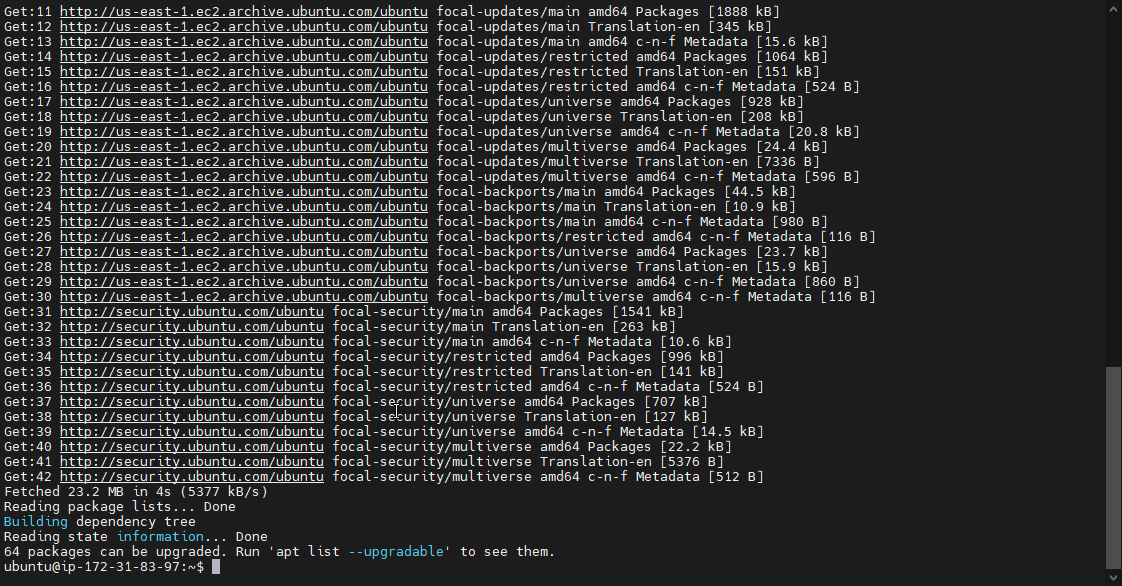 Get:11 http://us-east-1.ec2.archive.ubuntu.com/ubuntu focal-updates/main amd64 Packages [1888 kB]
Get:12 http://us-east-1.ec2.archive.ubuntu.com/ubuntu focal-updates/main Translation-en [345 kB]
Get:13 http://us-east-1.ec2.archive.ubuntu.com/ubuntu focal-updates/main amd64 c-n-f Metadata [15.6 kB]
Get:14 http://us-east-1.ec2.archive.ubuntu.com/ubuntu focal-updates/restricted amd64 Packages [1064 kB]
Get:15 http://us-east-1.ec2.archive.ubuntu.com/ubuntu focal-updates/restricted Translation-en [151 kB]
Get:16 http://us-east-1.ec2.archive.ubuntu.com/ubuntu focal-updates/restricted amd64 c-n-f Metadata [524 B]
Get:17 http://us-east-1.ec2.archive.ubuntu.com/ubuntu focal-updates/universe amd64 Packages [928 kB]
Get:18 http://us-east-1.ec2.archive.ubuntu.com/ubuntu focal-updates/universe Translation-en [208 kB]
Get:19 http://us-east-1.ec2.archive.ubuntu.com/ubuntu focal-updates/universe amd64 c-n-f Metadata [20.8 kB]
Get:20 http://us-east-1.ec2.archive.ubuntu.com/ubuntu focal-updates/multiverse amd64 Packages [24.4 kB]
Get:21 http://us-east-1.ec2.archive.ubuntu.com/ubuntu focal-updates/multiverse Translation-en [7336 B]
Get:22 http://us-east-1.ec2.archive.ubuntu.com/ubuntu focal-updates/multiverse amd64 c-n-f Metadata [596 B]
Get:23 http://us-east-1.ec2.archive.ubuntu.com/ubuntu focal-backports/main amd64 Packages [44.5 kB]
Get:24 http://us-east-1.ec2.archive.ubuntu.com/ubuntu focal-backports/main Translation-en [10.9 kB]
Get:25 http://us-east-1.ec2.archive.ubuntu.com/ubuntu focal-backports/main amd64 c-n-f Metadata [980 B]
Get:26 http://us-east-1.ec2.archive.ubuntu.com/ubuntu focal-backports/restricted amd64 c-n-f Metadata [116 B]
Get:27 http://us-east-1.ec2.archive.ubuntu.com/ubuntu focal-backports/universe amd64 Packages [23.7 kB]
Get:28 http://us-east-1.ec2.archive.ubuntu.com/ubuntu focal-backports/universe Translation-en [15.9 kB]
Get:29 http://us-east-1.ec2.archive.ubuntu.com/ubuntu focal-backports/universe amd64 c-n-f Metadata [860 B]
Get:30 http://us-east-1.ec2.archive.ubuntu.com/ubuntu focal-backports/multiverse amd64 c-n-f Metadata [116 B]
Get:31 http://security.ubuntu.com/ubuntu focal-security/main amd64 Packages [1541 kB]
Get:32 http://security.ubuntu.com/ubuntu focal-security/main Translation-en [263 kB]
Get:33 http://security.ubuntu.com/ubuntu focal-security/main amd64 c-n-f Metadata [10.6 kB]
Get:34 http://security.ubuntu.com/ubuntu focal-security/restricted amd64 Packages [996 kB]
Get:35 http://security.ubuntu.com/ubuntu focal-security/restricted Translation-en [141 kB]
Get:36 http://security.ubuntu.com/ubuntu focal-security/restricted amd64 c-n-f Metadata [524 B]
Get:37 http://security.ubuntu.com/ubuntu focal-security/universe amd64 Packages [707 kB]
Get:38 http://security.ubuntu.com/ubuntu focal-security/universe Translation-en [127 kB]
Get:39 http://security.ubuntu.com/ubuntu focal-security/universe amd64 c-n-f Metadata [14.5 kB]
Get:40 http://security.ubuntu.com/ubuntu focal-security/multiverse amd64 Packages [22.2 kB]
Get:41 http://security.ubuntu.com/ubuntu focal-security/multiverse Translation-en [5376 B]
Get:42 http://security.ubuntu.com/ubuntu focal-security/multiverse amd64 c-n-f Metadata [512 B]
Fetched 23.2 MB in 4s (5377 kB/s)
Reading package lists... Done
Building dependency tree
Reading state information... Done
64 packages can be upgraded. Run 'apt list --upgradable' to see them.
ubuntu@ip-172-31-83-97:~$